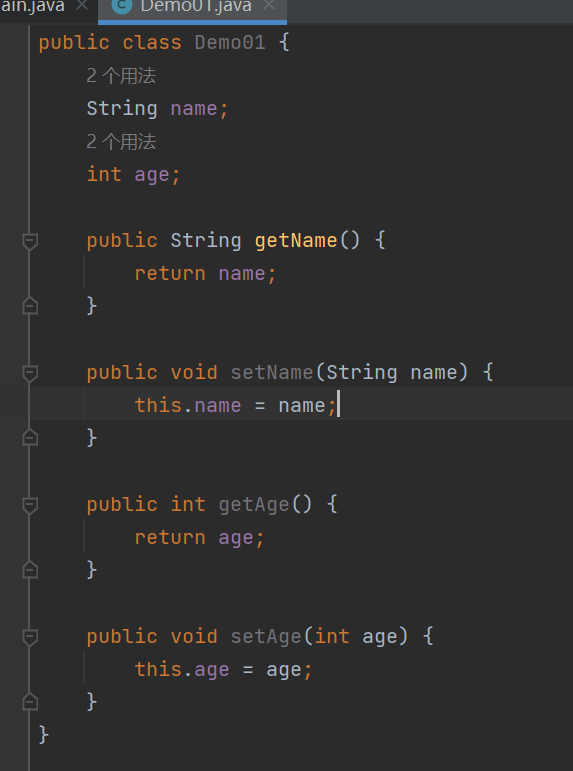 ain.java × Demo01.java ×
public class Demo01 {
2 个用法
String name;
2 个用法
int age;
public String getName() {
return name;
}
public void setName(String name) {
this.name = name;
}
public int getAge() {
return age;
}
public void setAge(int age) {
this.age = age;
}
}